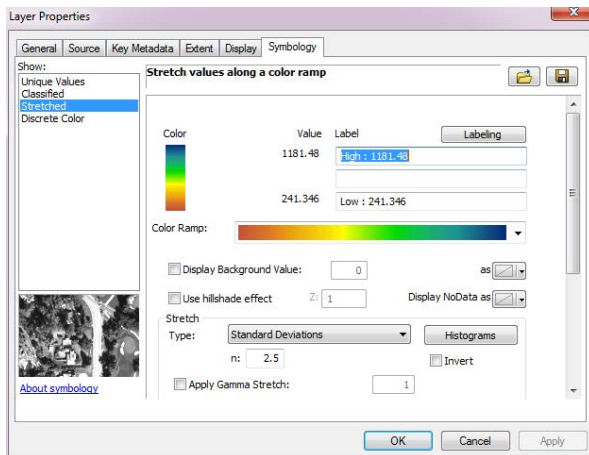 Layer Properties
General Source Key Metadata Extent Display Symbology
Show:
Unique Values
Classified
Stretched
Discrete Color
Stretch values along a color ramp
Color Value Label Labeling
1181.48 High : 1181.48
241.346 Low : 241.346
Color Ramp:
Display Background Value: 0 as
Use hillshade effect Z: 1 Display NoData as
Stretch
Type: Standard Deviations Histograms
n: 2.5 Invert
Apply Gamma Stretch: 1
About symbology
OK Cancel Apply